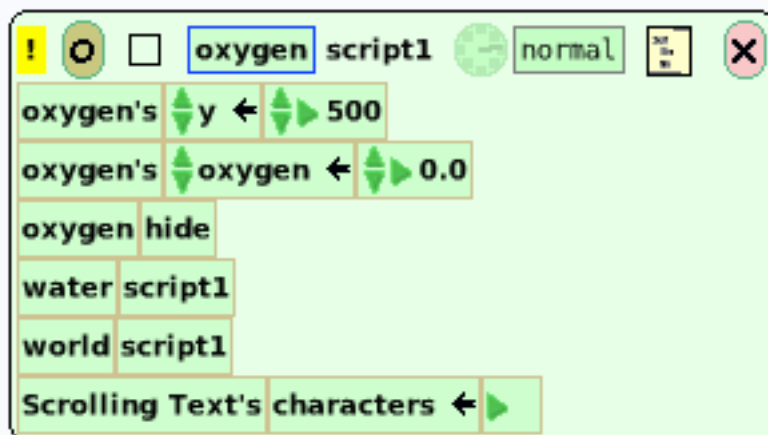 ! O oxygen script1 normal X
oxygen's y ← 500
oxygen's oxygen ← 0.0
oxygen hide
water script1
world script1
Scrolling Text's characters ←